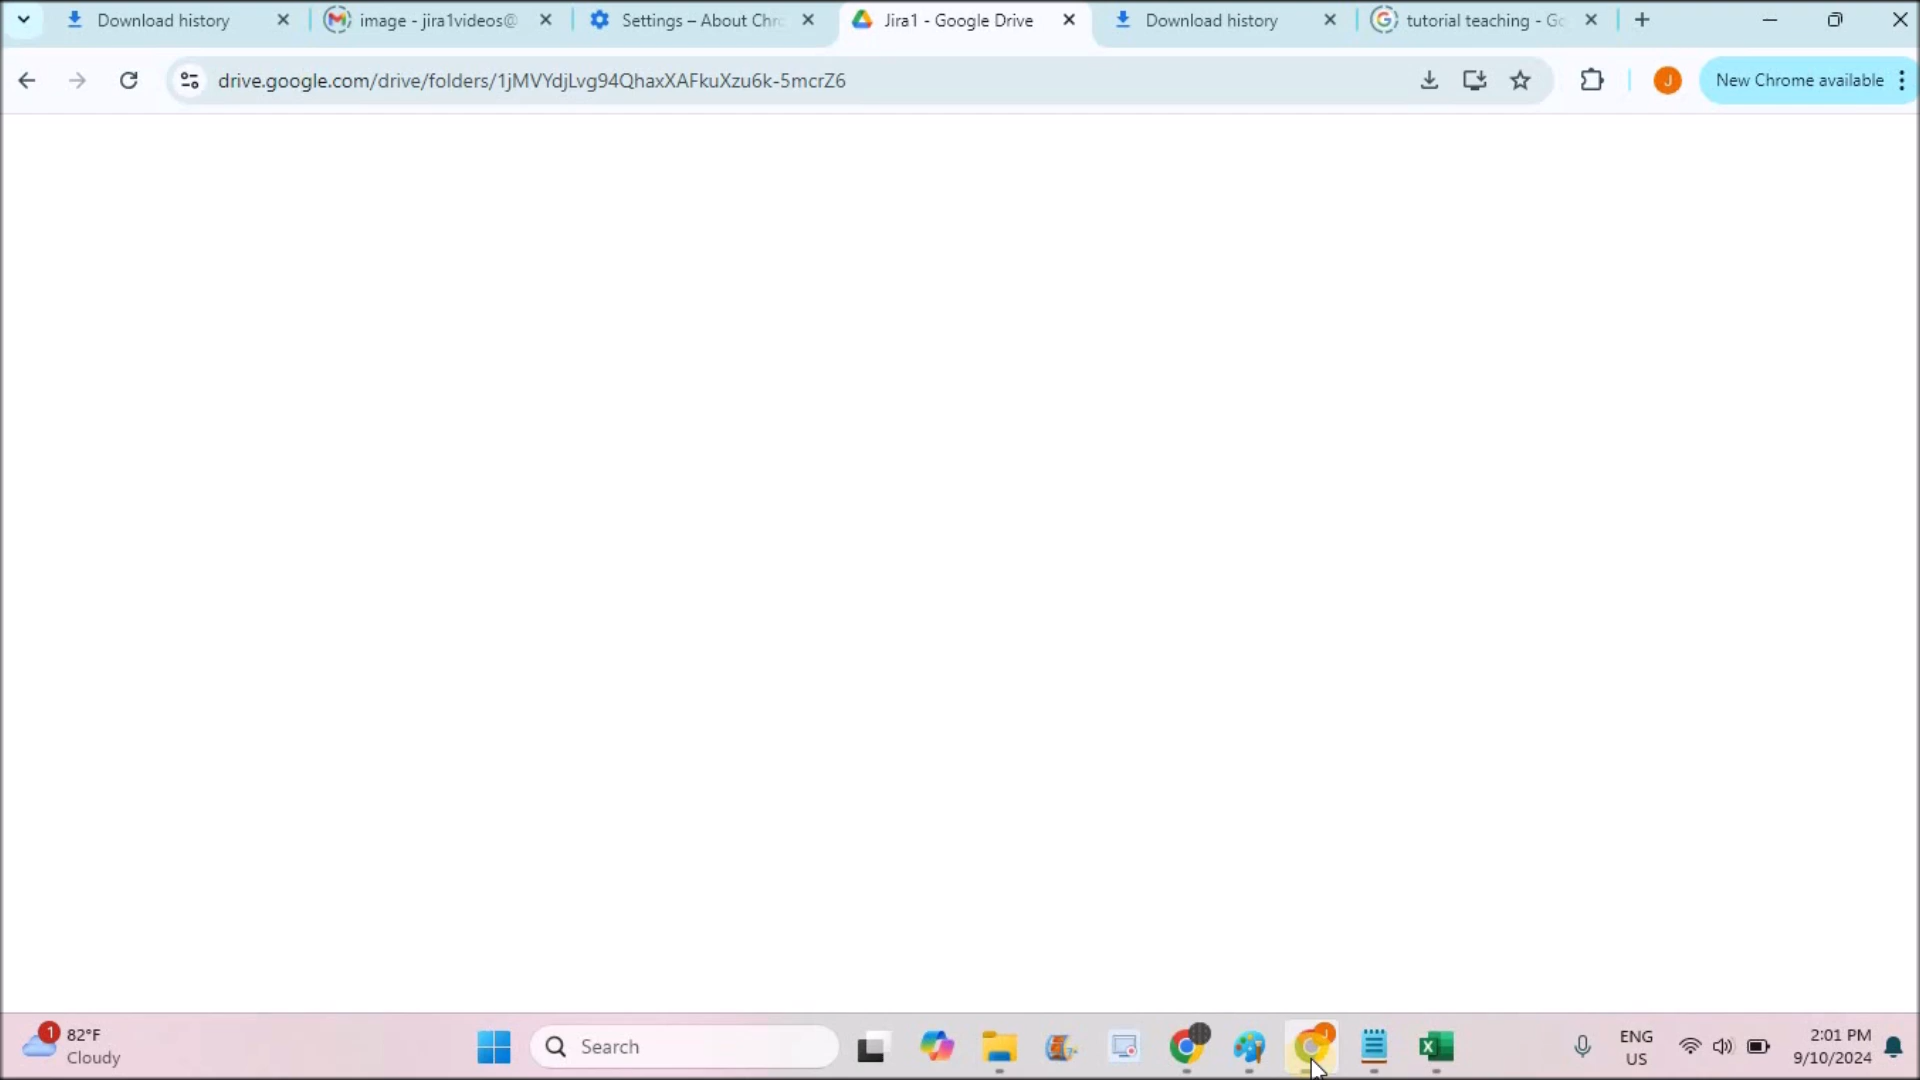 Download history
image - jira1videos@
Settings – About Chr
Jira1 - Google Drive
Download history
tutorial teaching - Go
drive.google.com/drive/folders/1jMVYdjLvg94QhaxXAFkuXzu6k-5mcrZ6
J
New Chrome available
1
82°F
Cloudy
Search
J
ENG
US
2:01 PM
9/10/2024